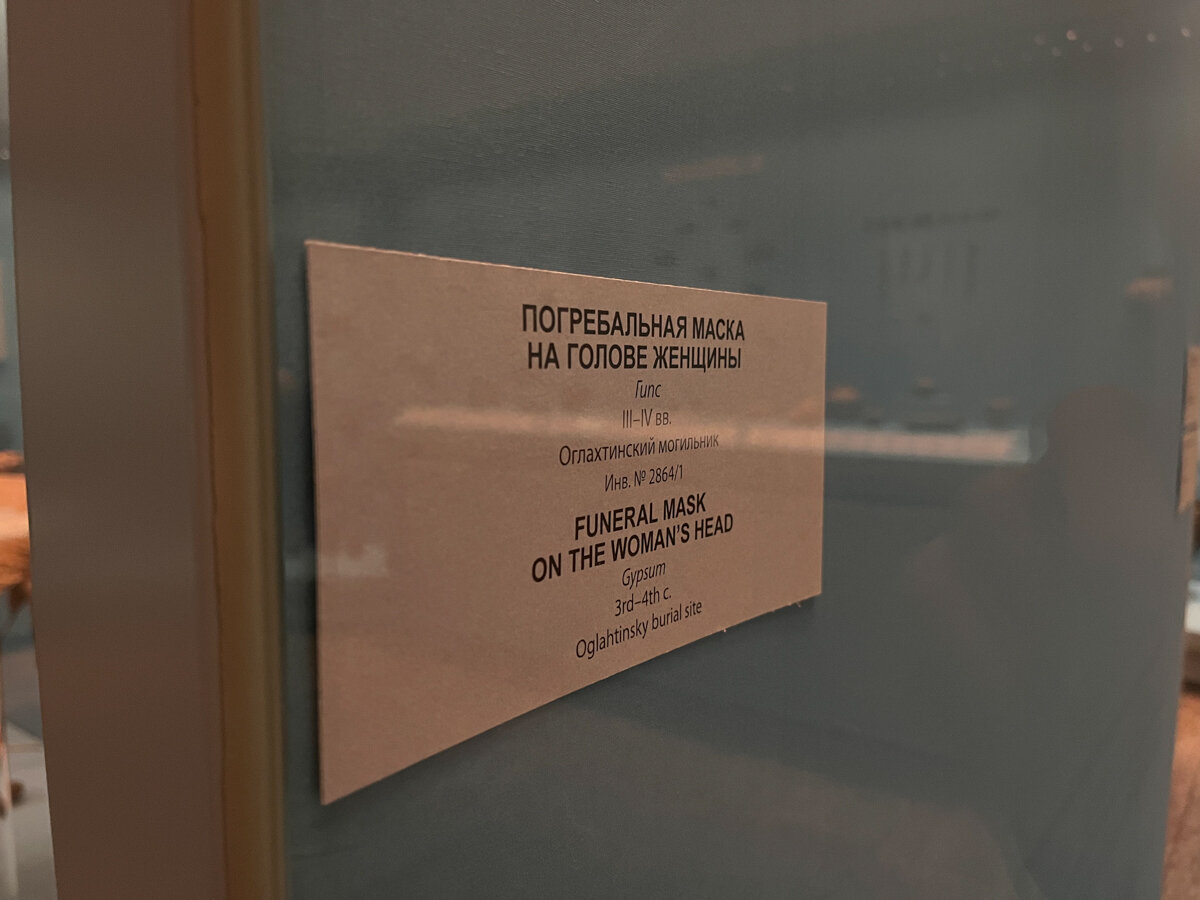 ПОГРЕБАЛЬНАЯ МАСКА
НА ГОЛОВЕ ЖЕНЩИНЫ
Гипс
III–IV вв.
Оглахтинский могильник
Инв. № 2864/1
FUNERAL MASK
ON THE WOMAN'S HEAD
Gypsum
3rd–4th c.
Oglahtinsky burial site